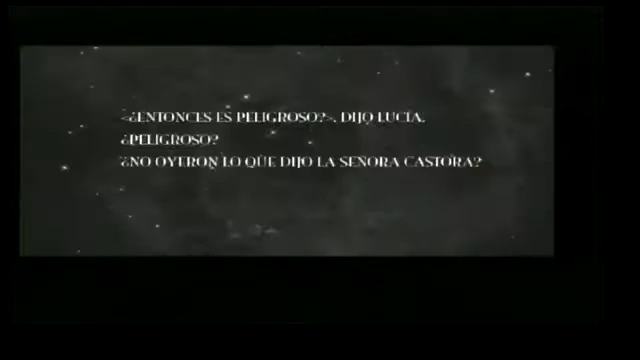 <¿ENTONCES ES PELIGROSO?>, DIJO LUCÍA.
¿PELIGROSO?
¿NO OYERON LO QUE DIJO LA SEÑORA CASTORA?